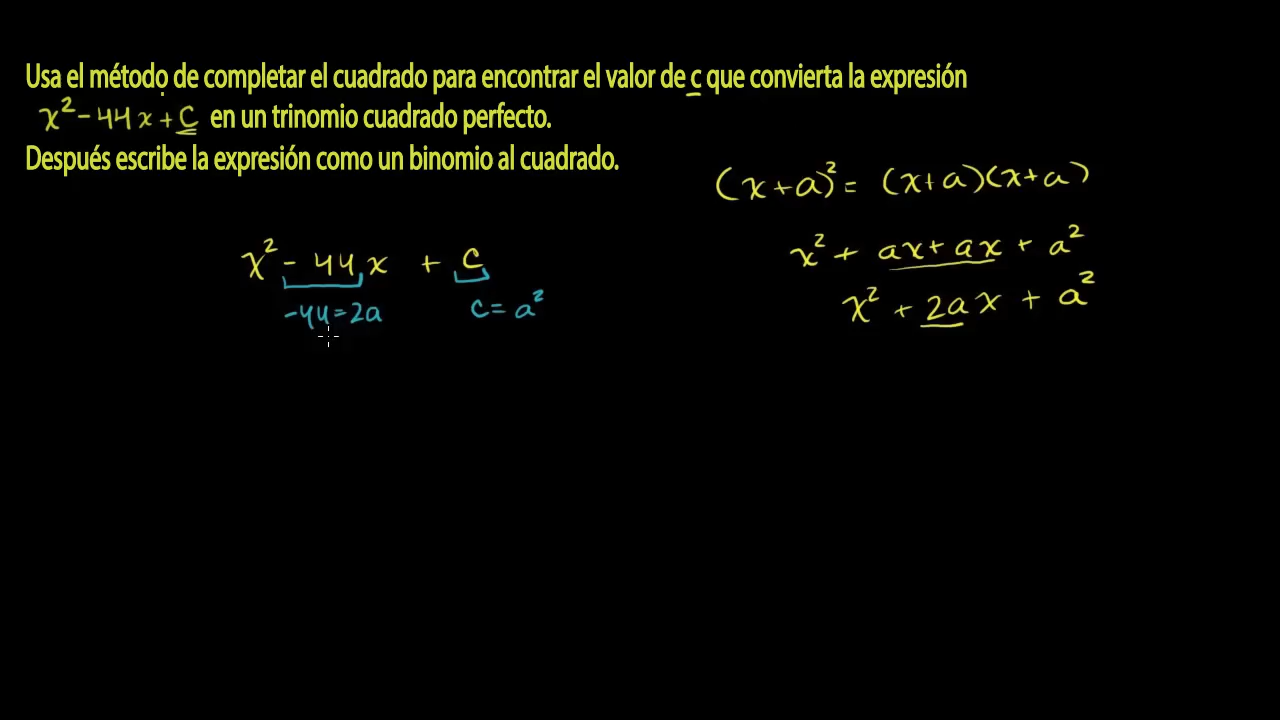 Usa el método de completar el cuadrado para encontrar el valor de c que convierta la expresión
x² - 44x + c en un trinomio cuadrado perfecto.
Después escribe la expresión como un binomio al cuadrado.
(x+a)² = (x+a)(x+a)
x² + ax + ax + a²
x² + 2ax + a²
x² - 44x + c
-44=2a c=a²